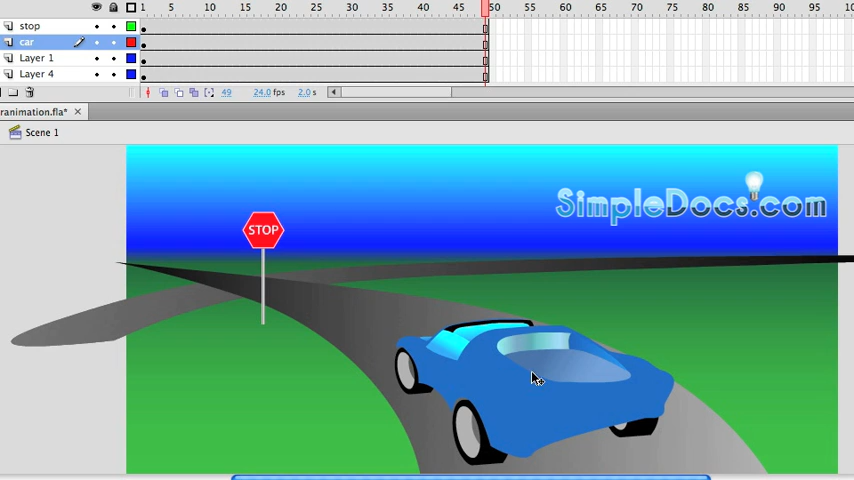 1 5 10 15 20 25 30 35 40 45 50 55 60 65 70 75 80 85 90 95
stop
car
Layer 1
Layer 4
49 24.0 fps 2.0 s
ranimation.fla*
Scene 1
SimpleDocs.com
STOP